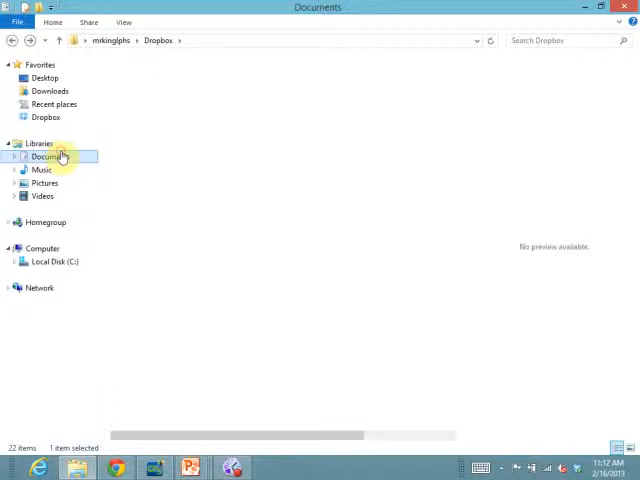 Documents
File Home Share View
mrkinglphs Dropbox Search Dropbox
Favorites
Desktop
Downloads
Recent places
Dropbox
Libraries
Documents
Music
Pictures
Videos
Homegroup
Computer
Local Disk (C:)
Network
No preview available.
22 items 1 item selected
11:12 AM
2/16/2013